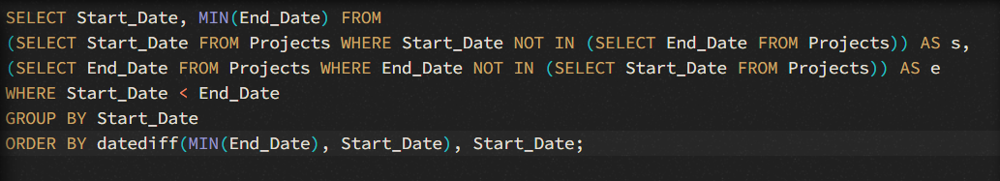 SELECT Start_Date, MIN(End_Date) FROM
(SELECT Start_Date FROM Projects WHERE Start_Date NOT IN (SELECT End_Date FROM Projects)) AS s,
(SELECT End_Date FROM Projects WHERE End_Date NOT IN (SELECT Start_Date FROM Projects)) AS e
WHERE Start_Date < End_Date
GROUP BY Start_Date
ORDER BY datediff(MIN(End_Date), Start_Date), Start_Date;